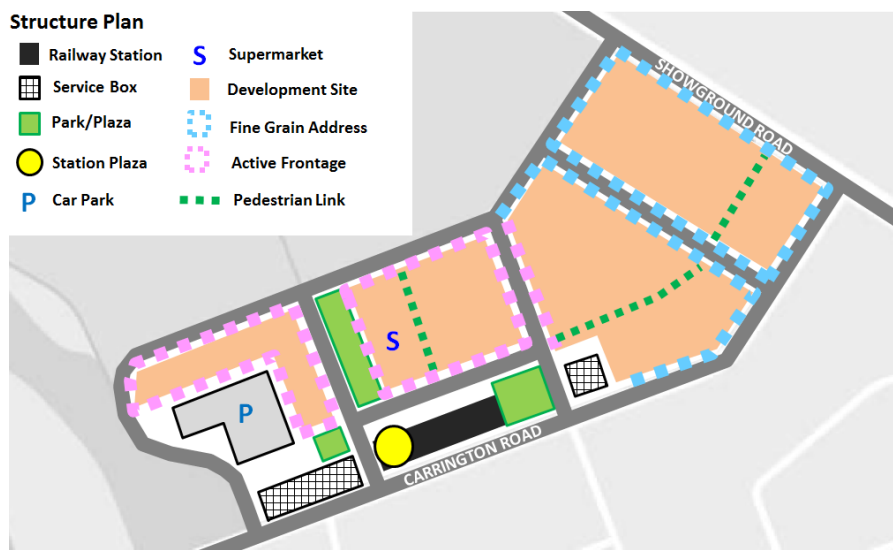 Structure Plan
Railway Station
Service Box
Park/Plaza
Station Plaza
P Car Park
S Supermarket
Development Site
Fine Grain Address
Active Frontage
Pedestrian Link
SHOWGROUND ROAD
S
P
CARRINGTON ROAD